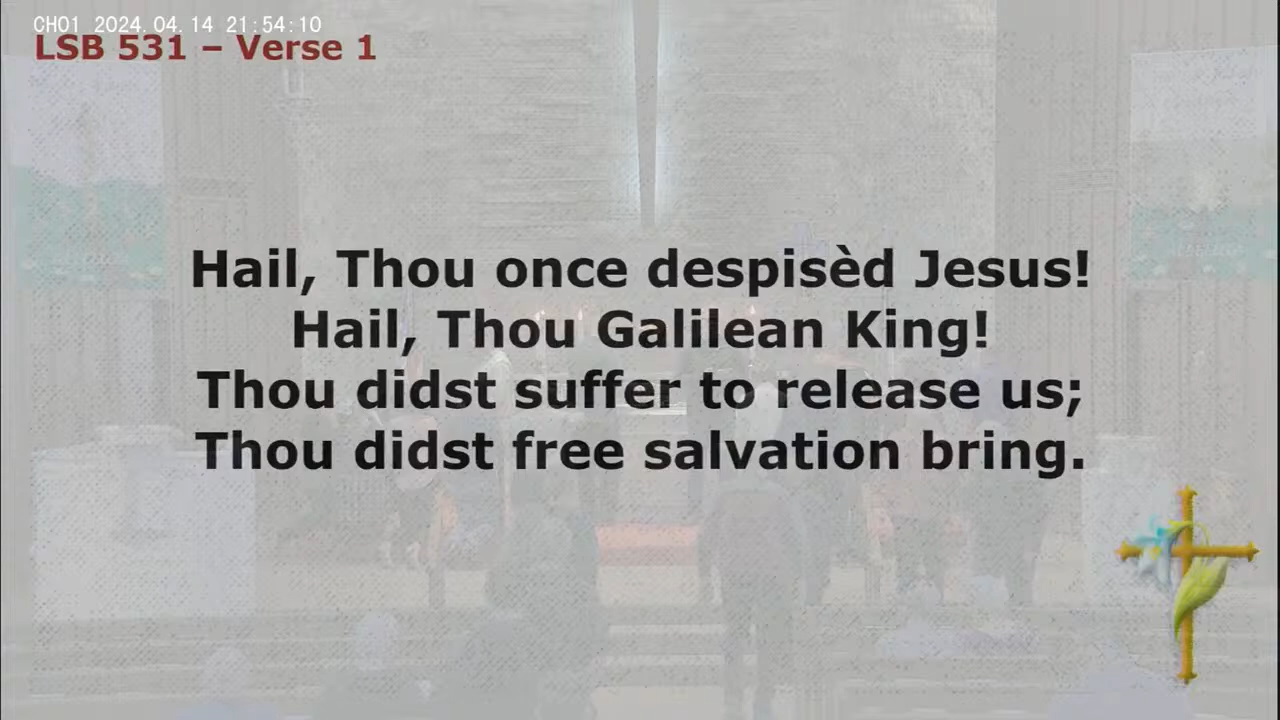 CH01 2024.04.14 21:54:10
LSB 531 – Verse 1
Hail, Thou once despisèd Jesus!
Hail, Thou Galilean King!
Thou didst suffer to release us;
Thou didst free salvation bring.